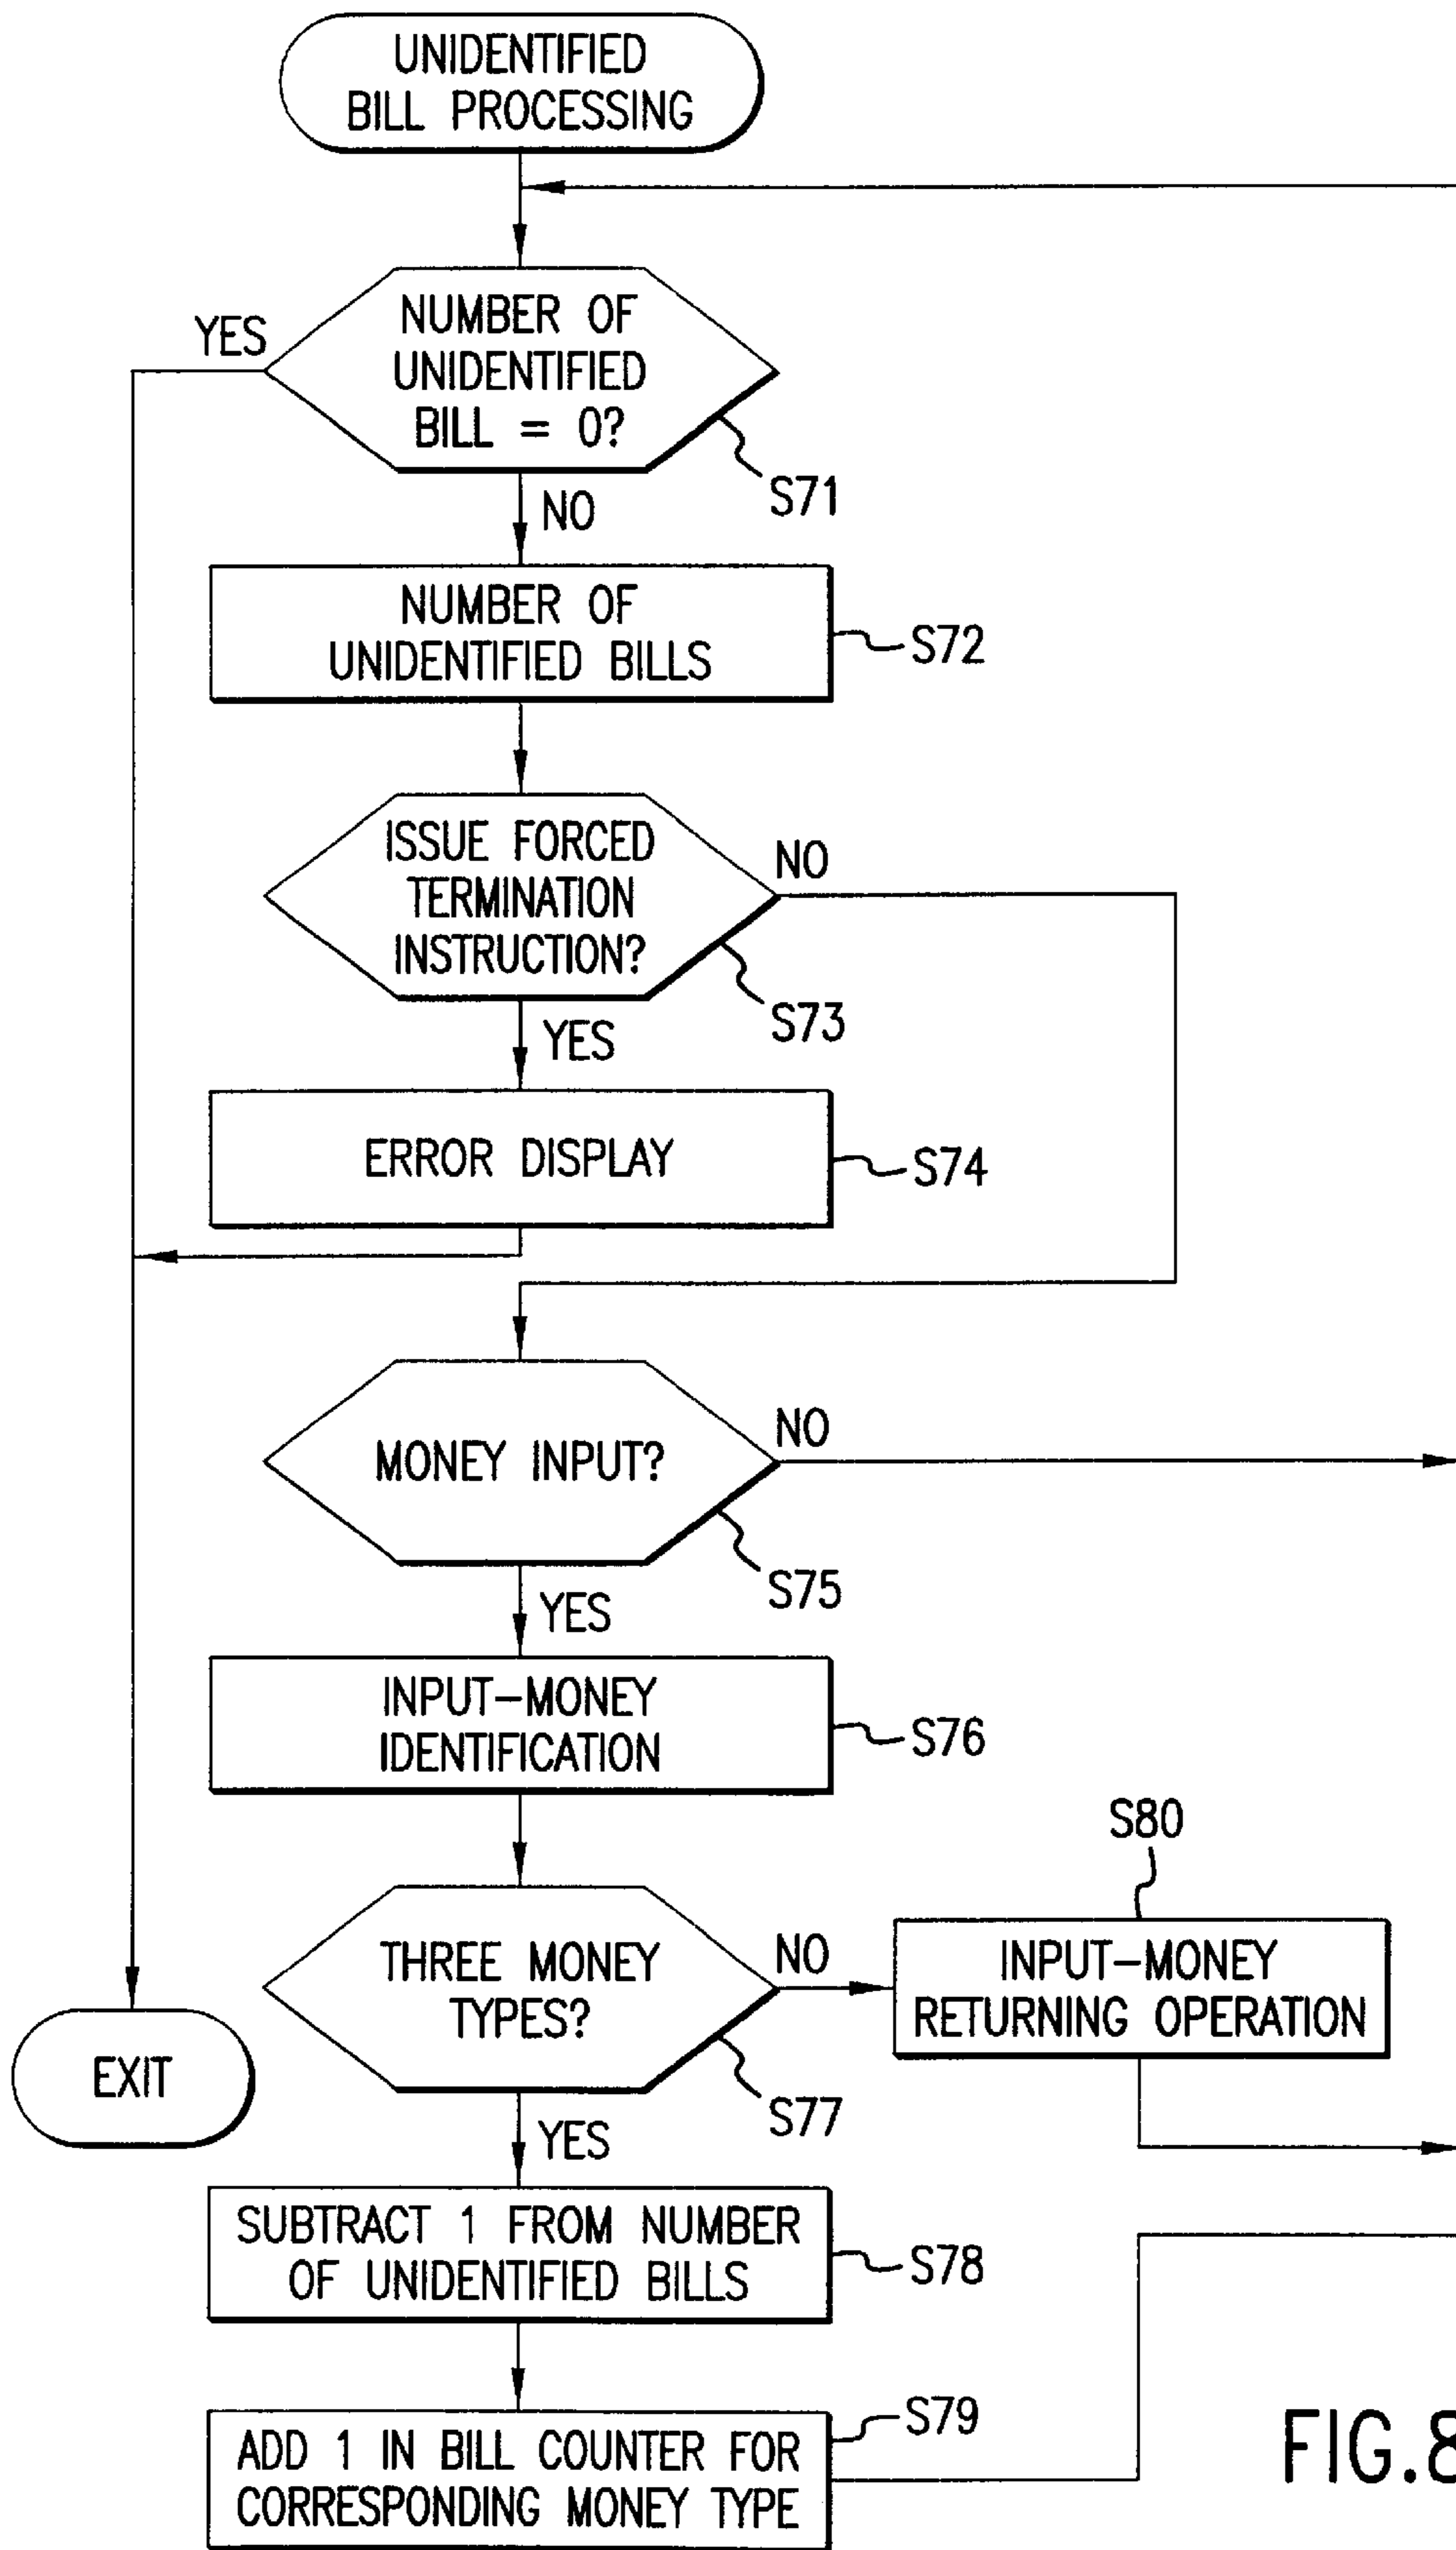 UNIDENTIFIED
BILL PROCESSING
YES
NUMBER OF
UNIDENTIFIED
BILL = 0?
S71
NO
NUMBER OF
UNIDENTIFIED BILLS
S72
ISSUE FORCED
TERMINATION
INSTRUCTION?
NO
S73
YES
ERROR DISPLAY
S74
MONEY INPUT?
NO
S75
YES
INPUT-MONEY
IDENTIFICATION
S76
THREE MONEY
TYPES?
NO
S80
INPUT-MONEY
RETURNING OPERATION
EXIT
S77
YES
SUBTRACT 1 FROM NUMBER
OF UNIDENTIFIED BILLS
S78
ADD 1 IN BILL COUNTER FOR
CORRESPONDING MONEY TYPE
S79
FIG.8